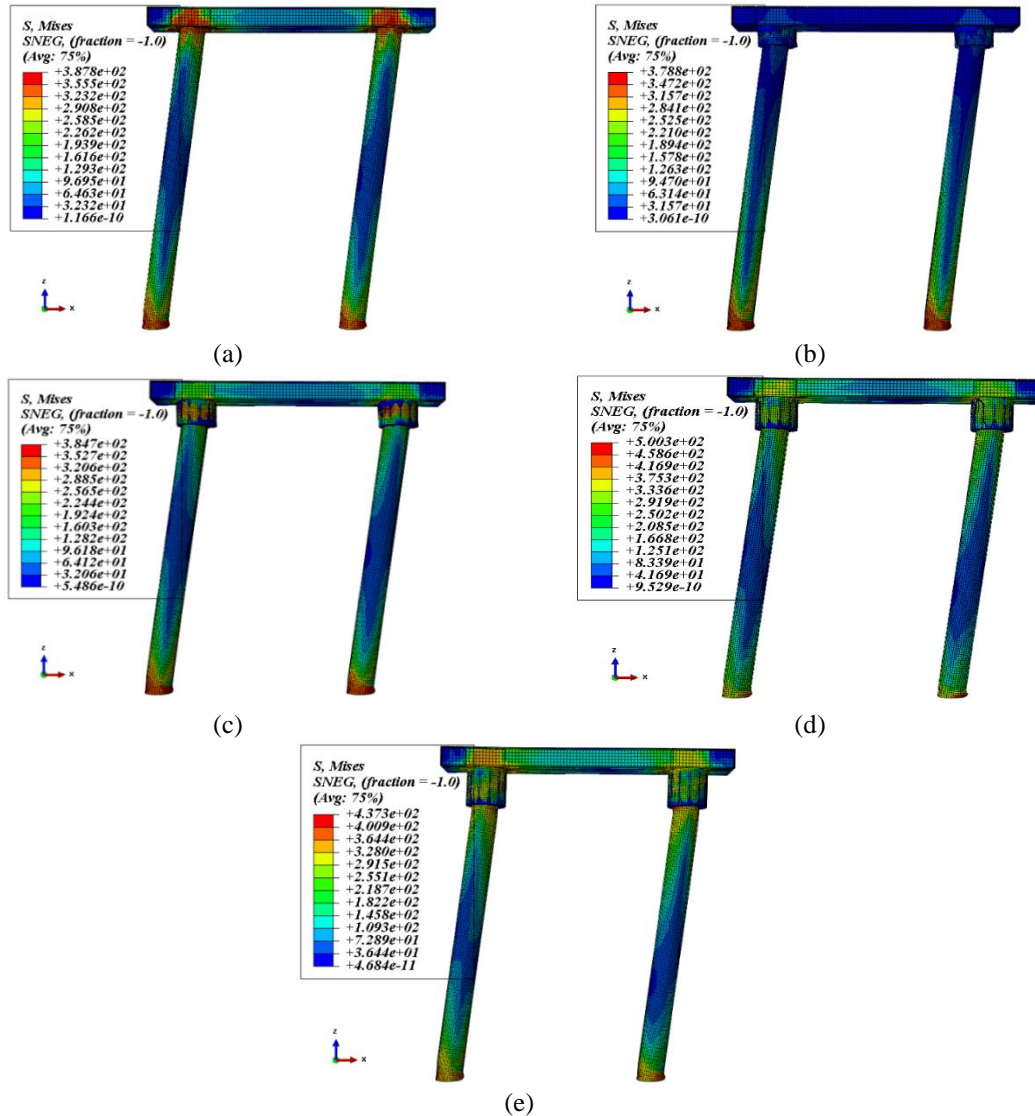 S, Mises
SNEG, (fraction = -1.0)
(Avg: 75%)
+3.878e+02
+3.555e+02
+3.232e+02
+2.908e+02
+2.585e+02
+2.262e+02
+1.939e+02
+1.616e+02
+1.293e+02
+9.695e+01
+6.463e+01
+3.232e+01
+1.166e-10
z
x
(a)
S, Mises
SNEG, (fraction = -1.0)
(Avg: 75%)
+3.788e+02
+3.472e+02
+3.157e+02
+2.841e+02
+2.525e+02
+2.210e+02
+1.894e+02
+1.578e+02
+1.263e+02
+9.470e+01
+6.314e+01
+3.157e+01
+3.061e-10
z
x
(b)
S, Mises
SNEG, (fraction = -1.0)
(Avg: 75%)
+3.847e+02
+3.527e+02
+3.206e+02
+2.885e+02
+2.565e+02
+2.244e+02
+1.924e+02
+1.603e+02
+1.282e+02
+9.618e+01
+6.412e+01
+3.206e+01
+5.486e-10
z
x
(c)
S, Mises
SNEG, (fraction = -1.0)
(Avg: 75%)
+5.003e+02
+4.586e+02
+4.169e+02
+3.753e+02
+3.336e+02
+2.919e+02
+2.502e+02
+2.085e+02
+1.668e+02
+1.251e+02
+8.339e+01
+4.169e+01
+9.529e-10
z
x
(d)
S, Mises
SNEG, (fraction = -1.0)
(Avg: 75%)
+4.373e+02
+4.009e+02
+3.644e+02
+3.280e+02
+2.915e+02
+2.551e+02
+2.187e+02
+1.822e+02
+1.458e+02
+1.093e+02
+7.289e+01
+3.644e+01
+4.684e-11
z
x
(e)